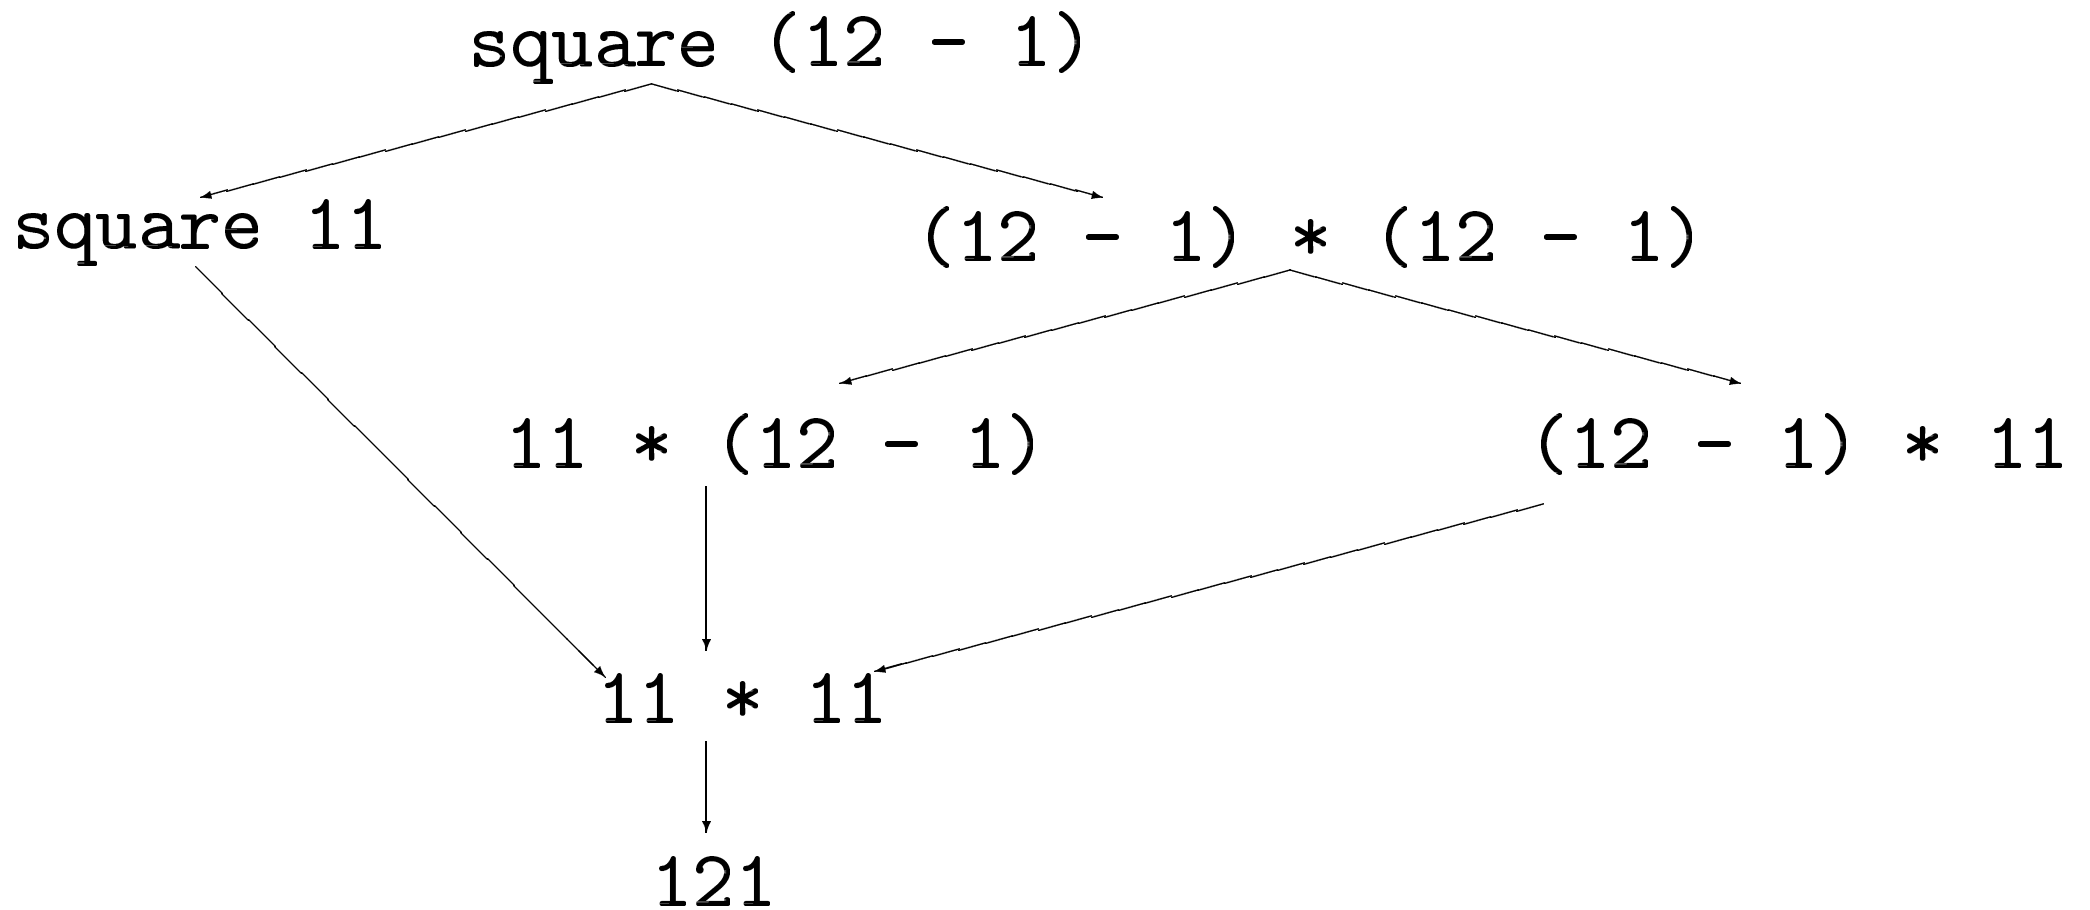 square (12 - 1)
square 11
(12 - 1) * (12 - 1)
11 * (12 - 1)
(12 - 1) * 11
11 * 11
121